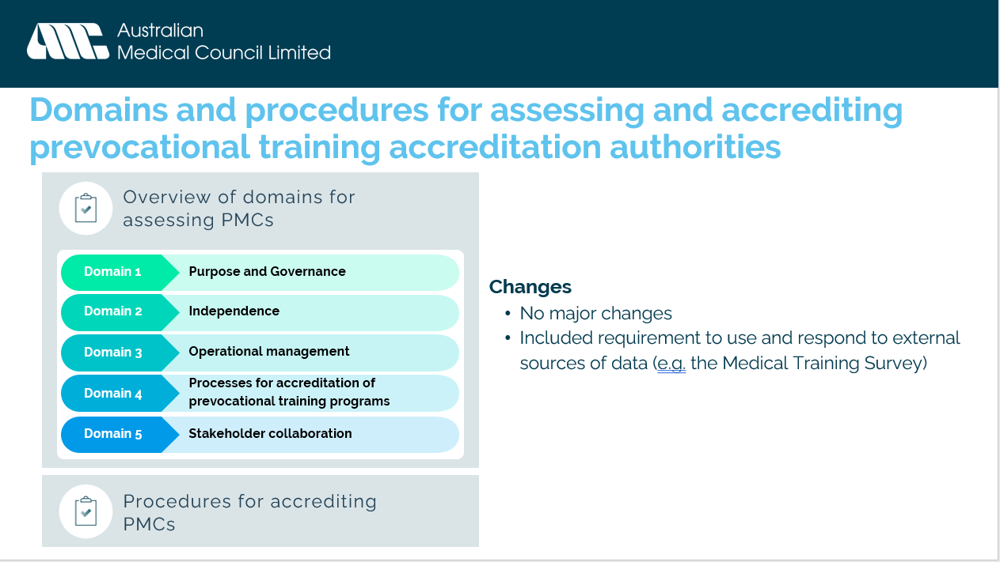 Australian
Medical Council Limited
Domains and procedures for assessing and accrediting
prevocational training accreditation authorities
Overview of domains for
assessing PMCs
Domain 1
Purpose and Governance
Domain 2
Independence
Domain 3
Operational management
Domain 4
Processes for accreditation of
prevocational training programs
Domain 5
Stakeholder collaboration
Procedures for accrediting
PMCs
Changes
• No major changes
• Included requirement to use and respond to external
sources of data (e.g. the Medical Training Survey)